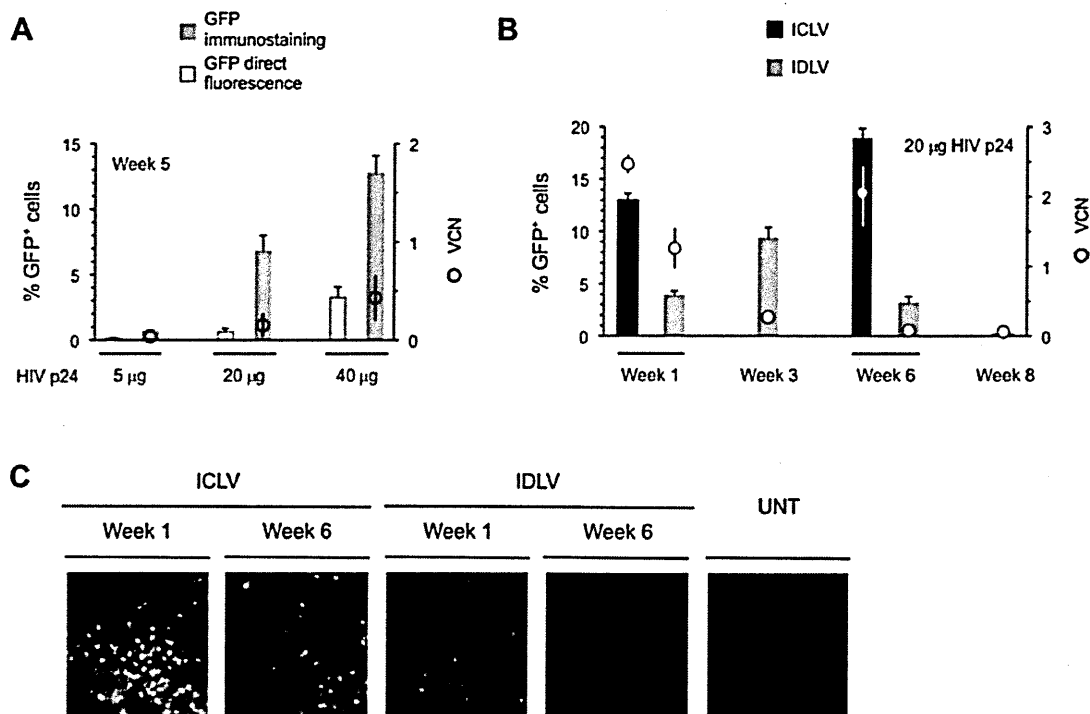 A
GFP immunostaining
GFP direct fluorescence
15
10
5
0
% GFP+ cells
Week 5
2
1
0
VCN
HIV p24 5 µg 20 µg 40 µg
B
ICLV
IDLV
20
15
10
5
0
% GFP+ cells
20 µg HIV p24
3
2
1
0
VCN
Week 1 Week 3 Week 6 Week 8
C
ICLV IDLV UNT
Week 1 Week 6 Week 1 Week 6